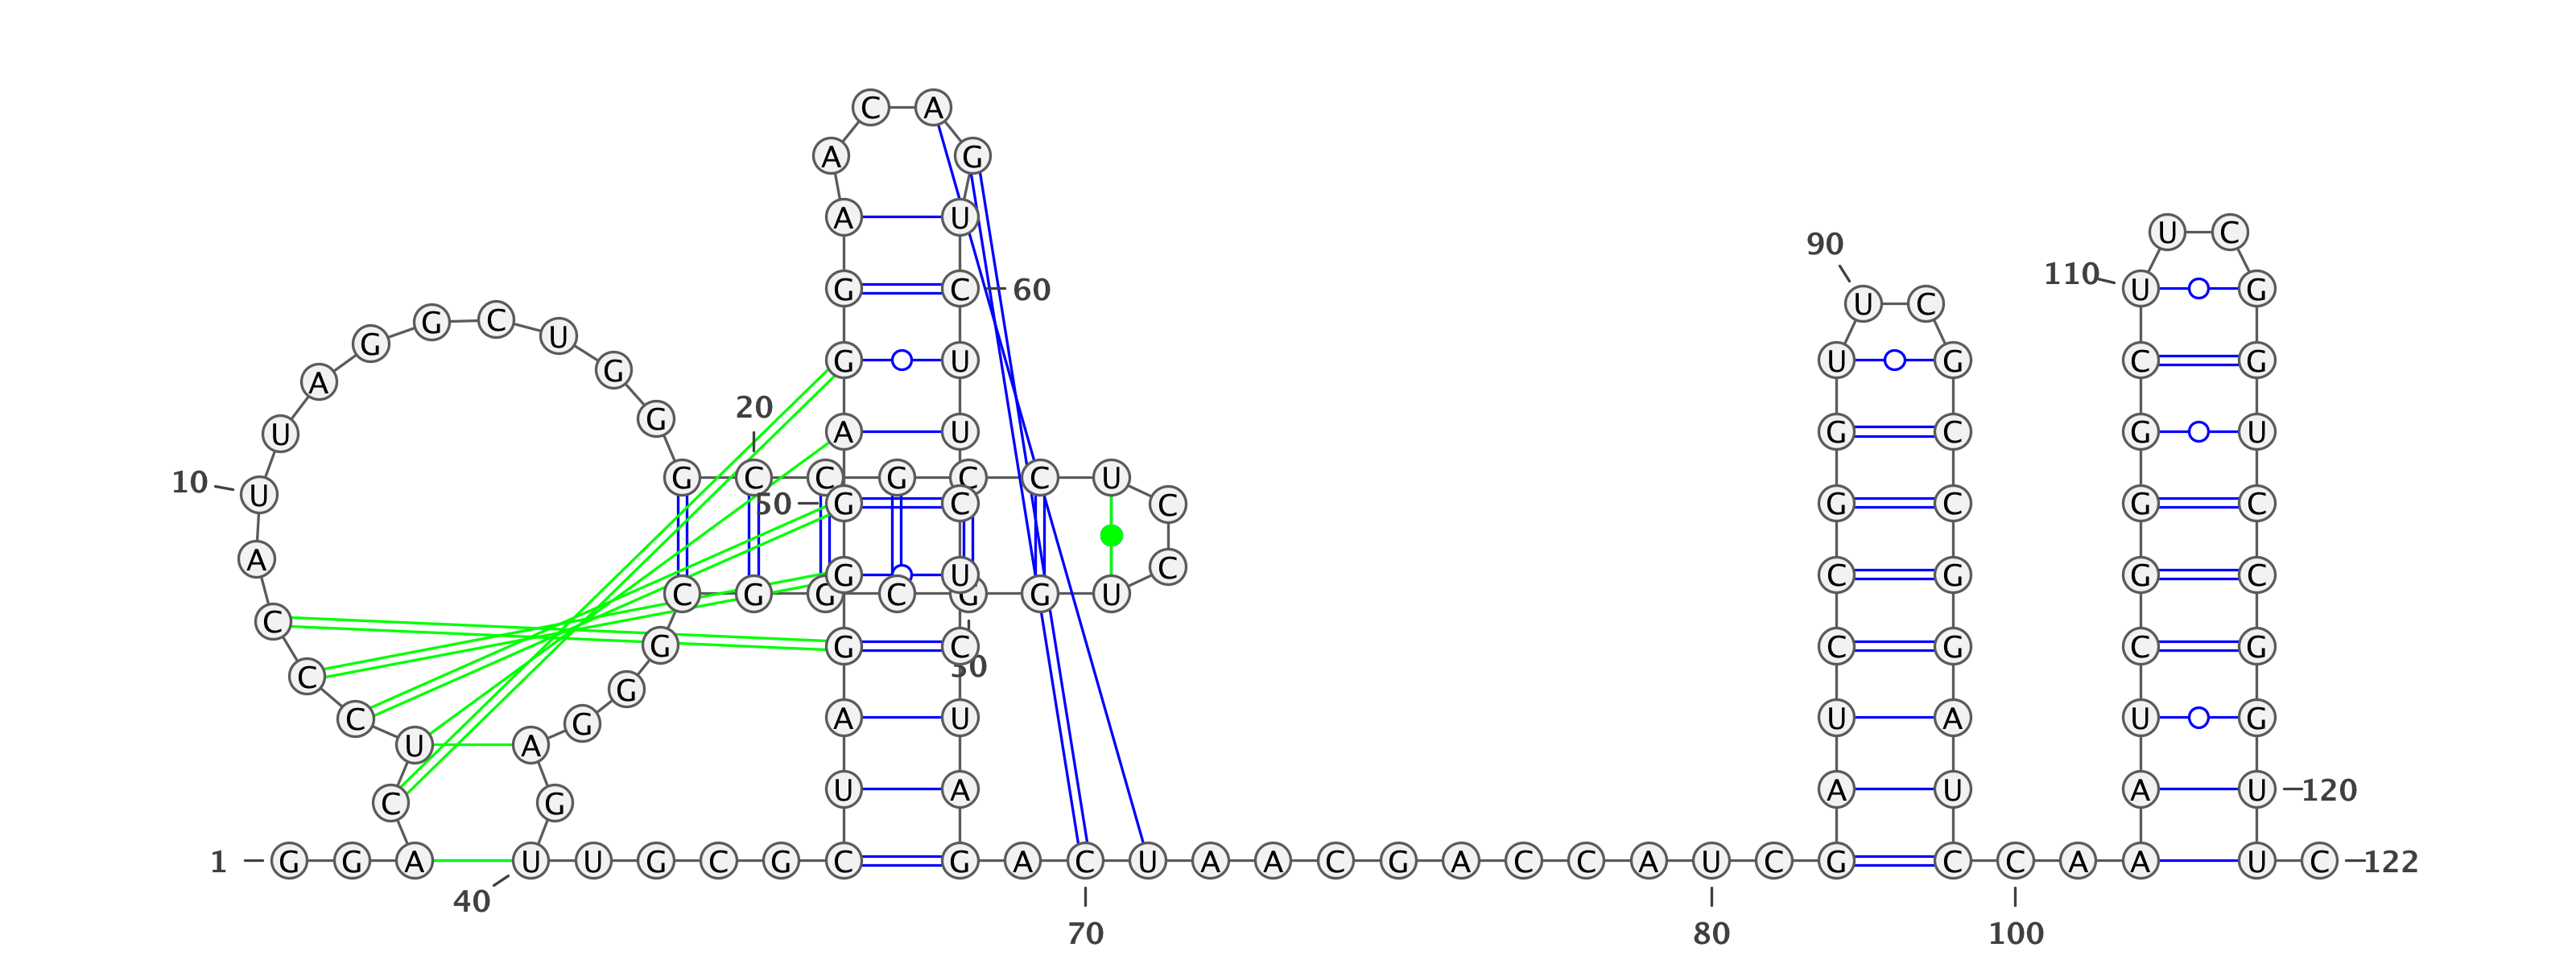 C A
A G
A U U C
90
110
G C 60 U G
G C U C
U
G
G U U G C G
G
A
20
G
U A U G C G U
G C C G C C U
10
U 50 G C G C G C
C
A C
G U C G G C
C G G C G G U
C
G G C C G C G
30
C G
C G A U U A U G
U A
U A A U A U 120
C G
1 G G A U U G C G C G A C U A A C G A C C A U C G C C A A U C 122
40
70 80 100